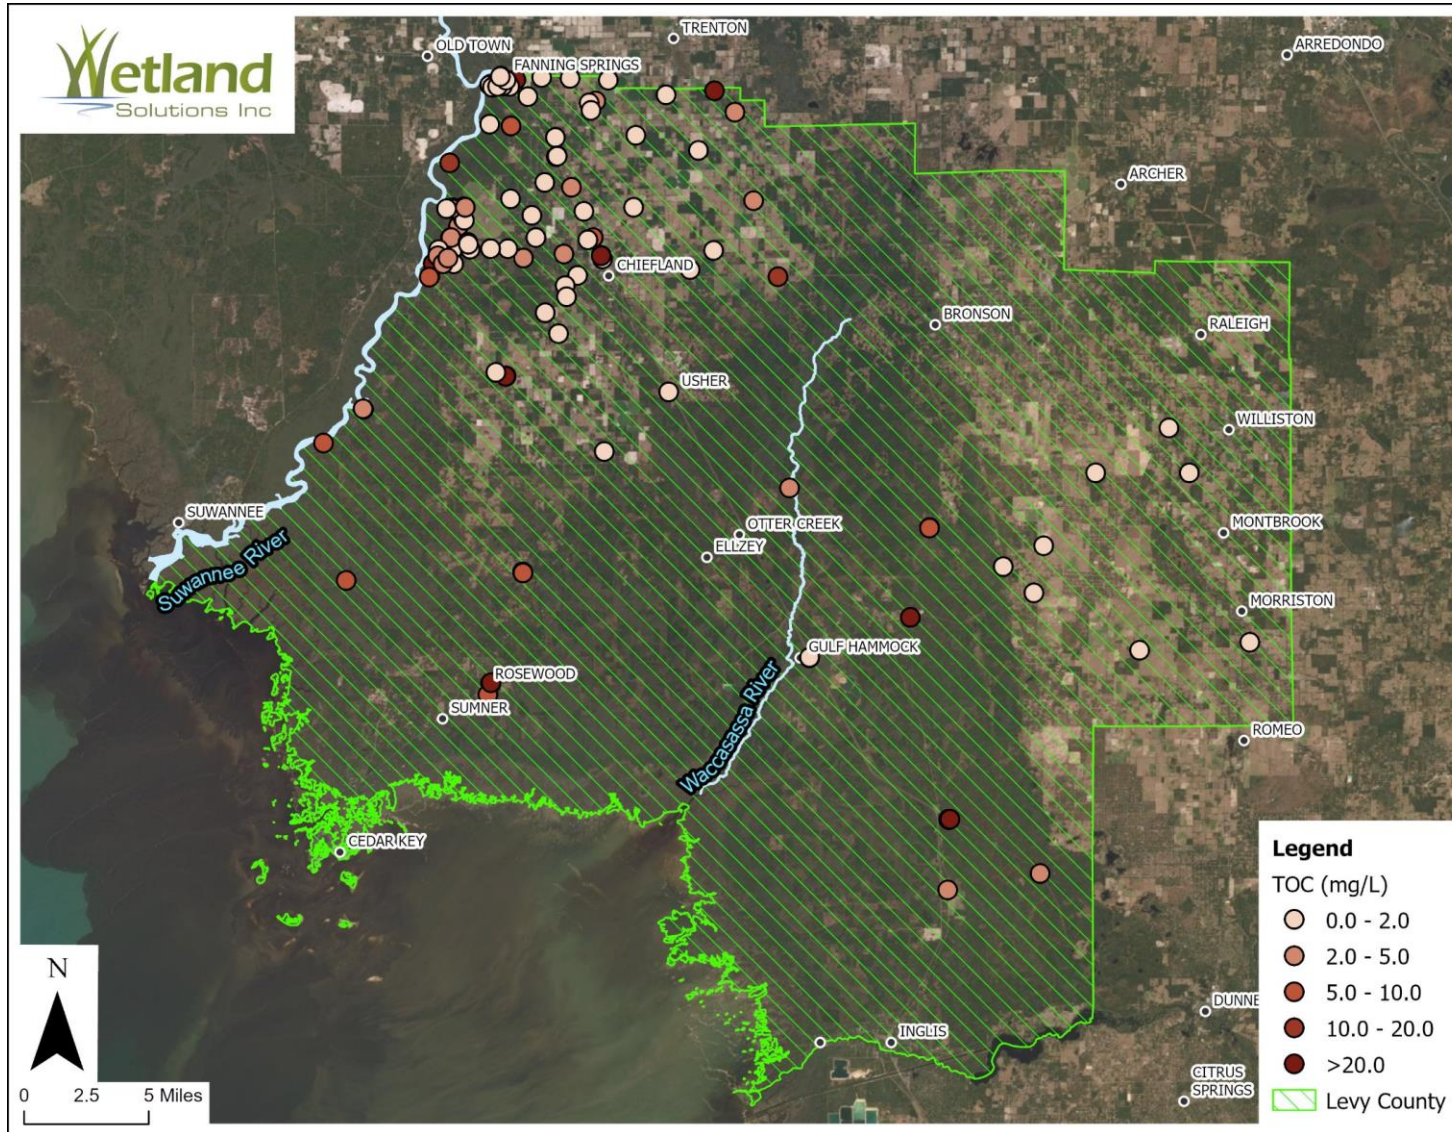 Wetland
Solutions Inc
TRENTON
OLD TOWN
ARREDONDO
FANNING SPRINGS
ARCHER
CHIEFLAND
BRONSON
RALEIGH
USHER
WILLISTON
SUWANNEE
OTTER CREEK
MONTBROOK
ELLZEY
Suwannee River
MORRISTON
GULF HAMMOCK
ROSEWOOD
SUMNER
Waccasassa River
ROMEO
CEDAR KEY
Legend
TOC (mg/L)
0.0 - 2.0
2.0 - 5.0
5.0 - 10.0
10.0 - 20.0
>20.0
Levy County
N
DUNNE
INGLIS
CITRUS
SPRINGS
0 2.5 5 Miles